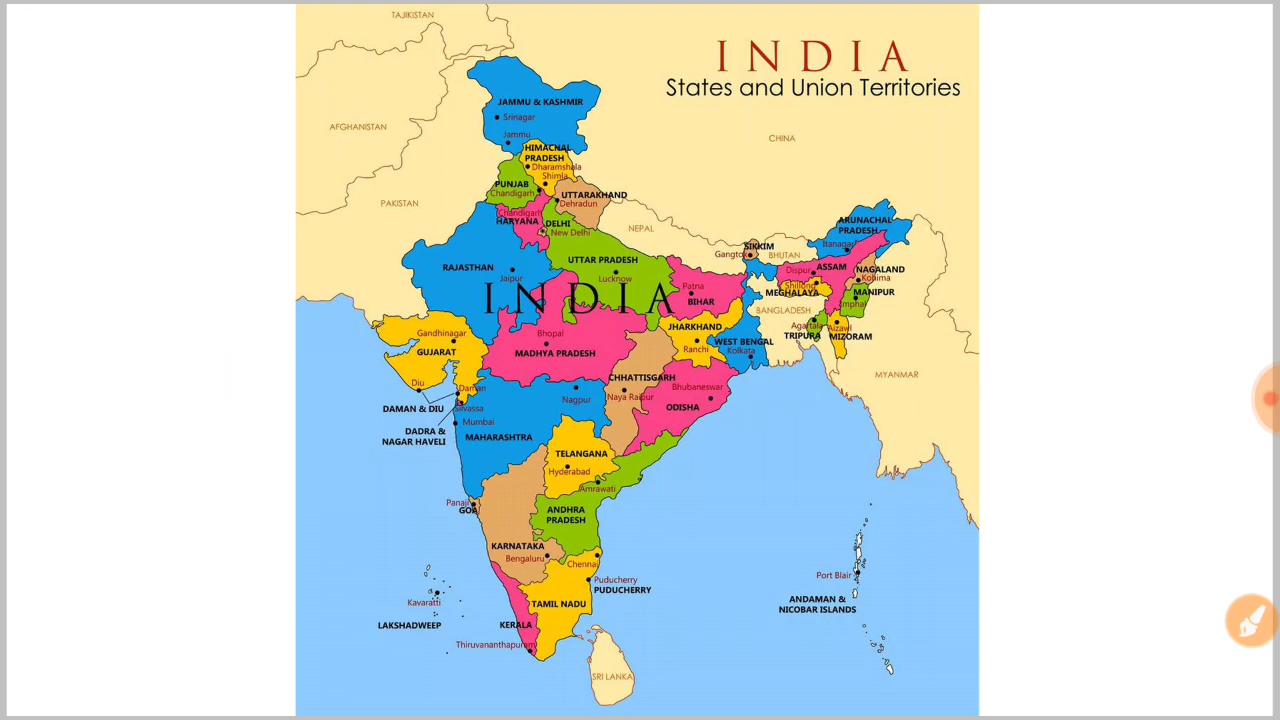 TAJIKISTAN
INDIA
States and Union Territories
JAMMU & KASHMIR
Srinagar
AFGHANISTAN
CHINA
Jammu
HIMACHAL
PRADESH
Dharamshala
Shimla
PUNJAB
Chandigarh
UTTARAKHAND
Dehradun
PAKISTAN
Chandigarh
HARYANA
DELHI
New Delhi
NEPAL
ARUNACHAL
PRADESH
Itanagar
SIKKIM
Gangtok
BHUTAN
UTTAR PRADESH
Lucknow
RAJASTHAN
Jaipur
Dispur
ASSAM
NAGALAND
Kohima
Shillong
MEGHALAYA
MANIPUR
Imphal
INDIA
Patna
BIHAR
BANGLADESH
Agartala
TRIPURA
Aizawl
MIZORAM
Gandhinagar
GUJARAT
Bhopal
MADHYA PRADESH
JHARKHAND
Ranchi
WEST BENGAL
Kolkata
MYANMAR
CHHATTISGARH
Naya Raipur
Bhubaneswar
ODISHA
Diu
Daman
DAMAN & DIU
Silvassa
Nagpur
Mumbai
DADRA &
NAGAR HAVELI
MAHARASHTRA
TELANGANA
Hyderabad
Amrawati
Panaji
GOA
ANDHRA
PRADESH
KARNATAKA
Bengaluru
Chennai
Puducherry
PUDUCHERRY
Port Blair
ANDAMAN &
NICOBAR ISLANDS
Kavaratti
LAKSHADWEEP
TAMIL NADU
KERALA
Thiruvananthapuram
SRI LANKA